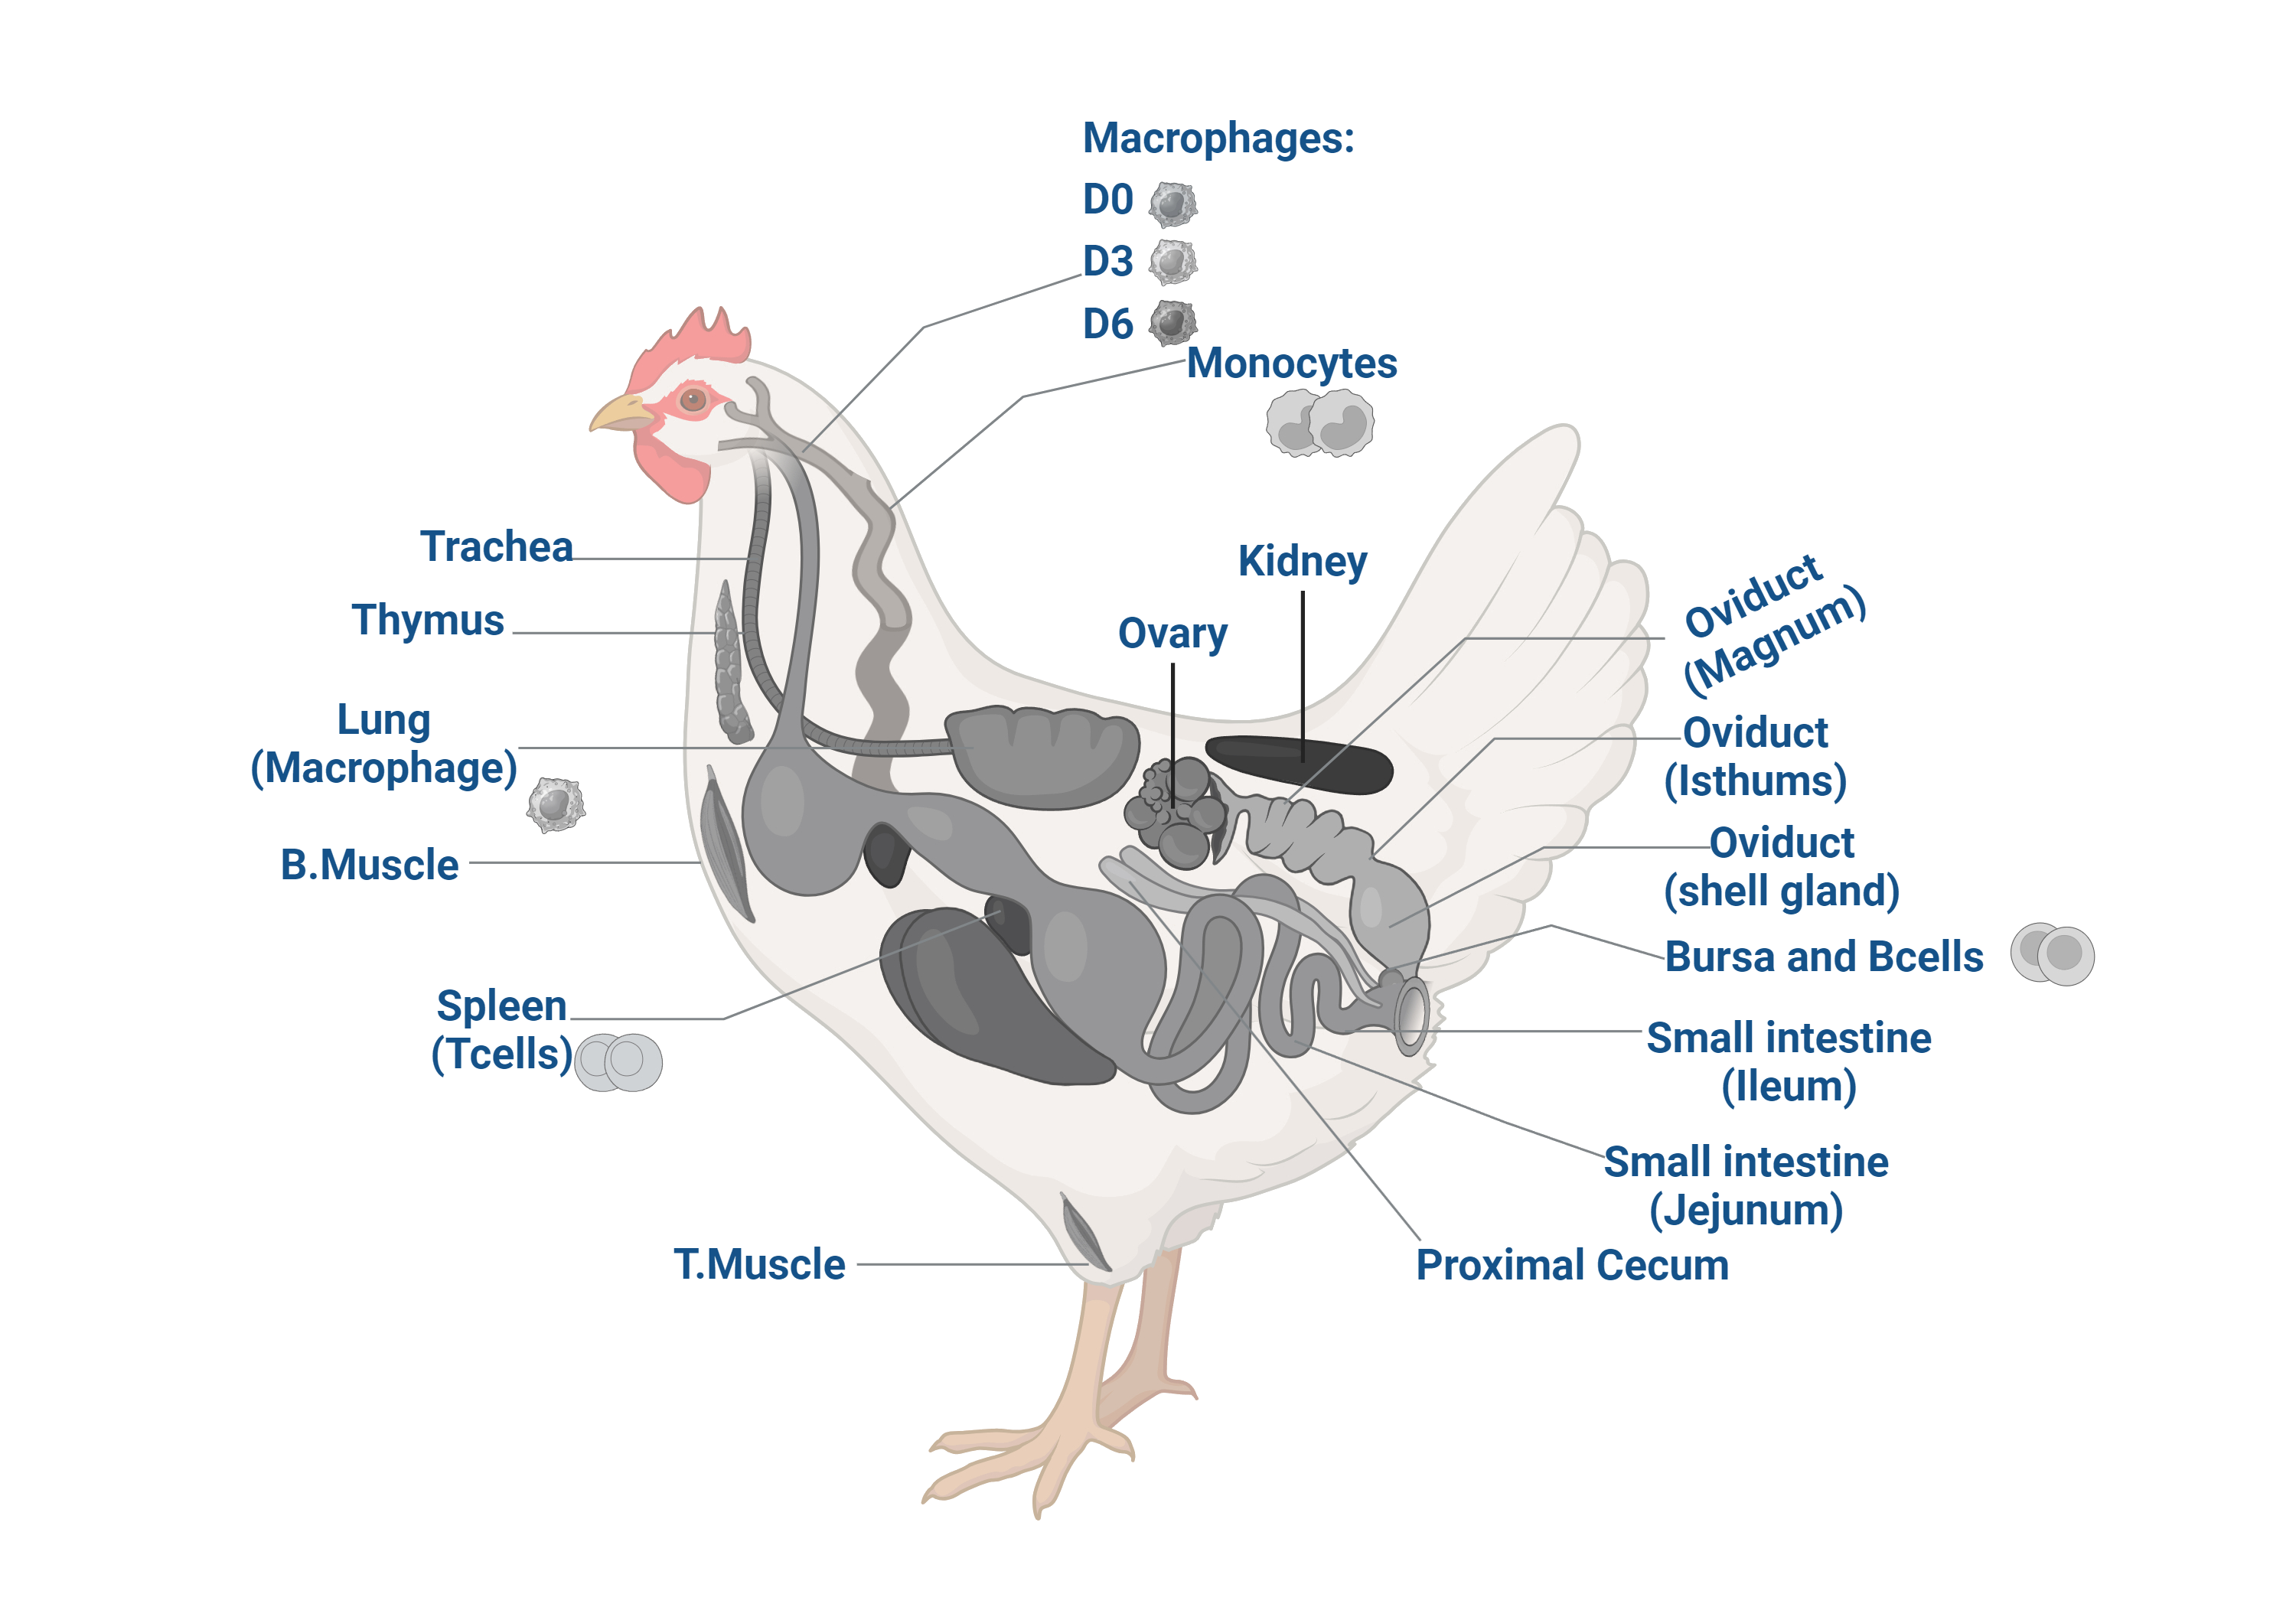 Macrophages:
D0
D3
D6
Monocytes
Trachea
Thymus
Lung
(Macrophage)
B.Muscle
Spleen
(Tcells)
T.Muscle
Kidney
Ovary
Oviduct
(Magnum)
Oviduct
(Isthums)
Oviduct
(shell gland)
Bursa and Bcells
Small intestine
(Ileum)
Small intestine
(Jejunum)
Proximal Cecum